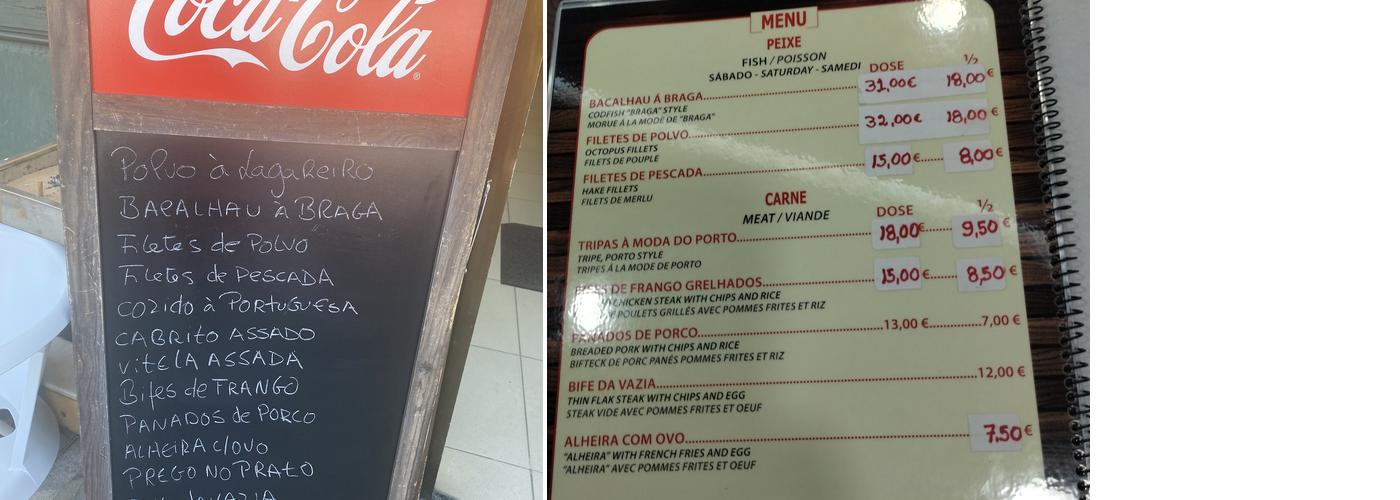 Coca-Cola
Polvo à Lagareiro
BACALHAU à BRAGA
Filetes de Polvo
Filetes de PESCADA
COZIDO à PORTUGUESA
CABRITO ASSADO
VITELA ASSADA
Bifes de FRANGO
PANADOS de PORCO
ALHEIRA C/OVO
PREGO NO PRATO
VAZIA
MENU
PEIXE
FISH / POISSON
SÁBADO - SATURDAY - SAMEDI DOSE 1/2
BACALHAU Á BRAGA 31,00€ 18,00€
CODFISH "BRAGA" STYLE
MORUE À LA MODE DE "BRAGA"
FILETES DE POLVO 32,00€ 18,00€
OCTOPUS FILLETS
FILETS DE POUPLE
FILETES DE PESCADA 15,00€ 8,00€
HAKE FILLETS
FILETS DE MERLU
CARNE
MEAT / VIANDE DOSE 1/2
TRIPAS À MODA DO PORTO 18,00€ 9,50€
TRIPE, PORTO STYLE
TRIPES Á LA MODE DE PORTO
DE FRANGO GRELHADOS 15,00€ 8,50€
CHICKEN STEAK WITH CHIPS AND RICE
POULETS GRILLÉS AVEC POMMES FRITES ET RIZ
PANADOS DE PORCO 13,00 € 7,00 €
BREADED PORK WITH CHIPS AND RICE
BIFTECK DE PORC PANÉS POMMES FRITES ET RIZ
BIFE DA VAZIA 12,00 €
THIN FLAK STEAK WITH CHIPS AND EGG
STEAK VIDE AVEC POMMES FRITES ET OEUF
ALHEIRA COM OVO 7,50€
"ALHEIRA" WITH FRENCH FRIES AND EGG
"ALHEIRA" AVEC POMMES FRITES ET OEUF